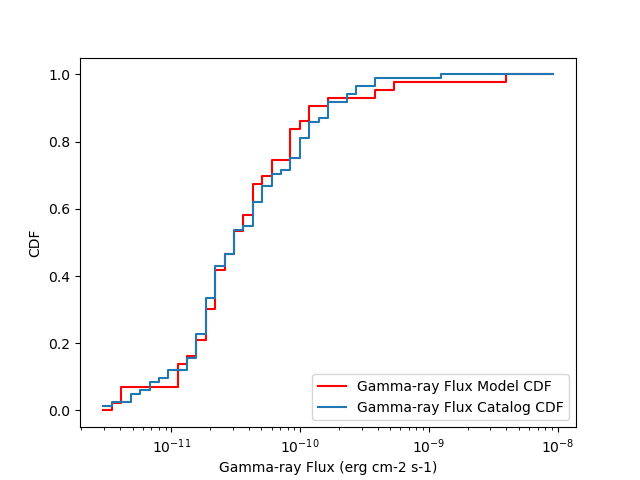 1.0
0.8
0.6
0.4
0.2
0.0
CDF
10⁻¹¹
10⁻¹⁰
10⁻⁹
10⁻⁸
Gamma-ray Flux (erg cm-2 s-1)
Gamma-ray Flux Model CDF
Gamma-ray Flux Catalog CDF